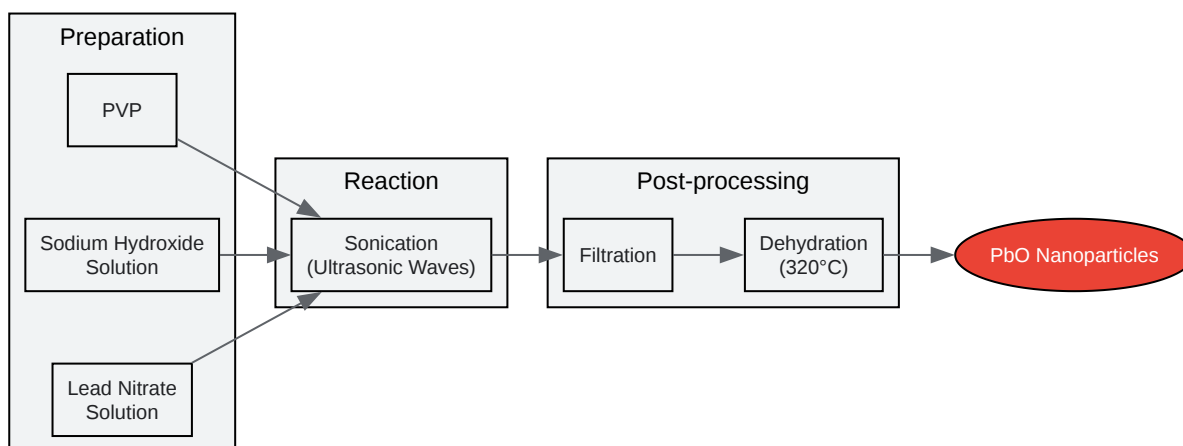 Preparation
PVP
Sodium Hydroxide
Solution
Lead Nitrate
Solution
Reaction
Sonication
(Ultrasonic Waves)
Post-processing
Filtration
Dehydration
(320°C)
PbO Nanoparticles